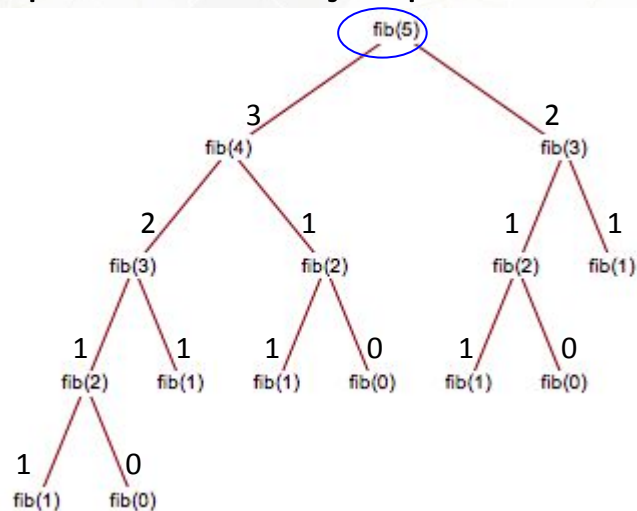 fib(5)
3 2
fib(4) fib(3)
2 1 1 1
fib(3) fib(2) fib(2) fib(1)
1 1 1 0 1 0
fib(2) fib(1) fib(1) fib(0) fib(1) fib(0)
1 0
fib(1) fib(0)